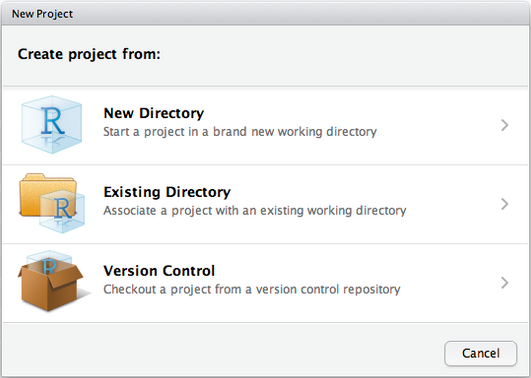 New Project
Create project from:
R
New Directory
Start a project in a brand new working directory
R
Existing Directory
Associate a project with an existing working directory
R
Version Control
Checkout a project from a version control repository
Cancel